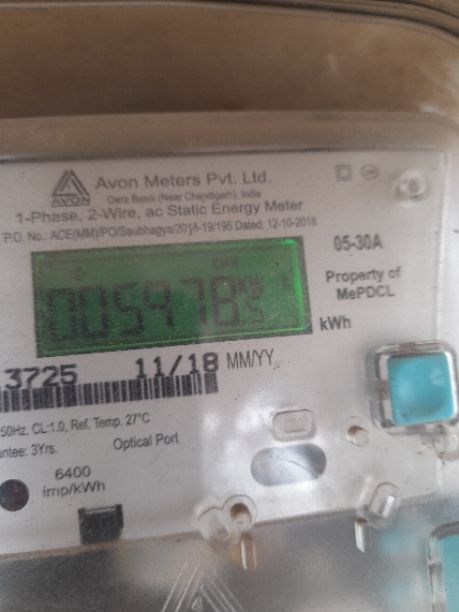 Avon Meters Pvt. Ltd.
AVON
Dera Bassi (Near Chandigarh), India
1-Phase, 2-Wire, ac Static Energy Meter
P.O. No.: ACE(MM)/PO/Saubhagya/2018-19/195 Dated: 12-10-2018
05-30A
Property of
MePDCL
005978.5
kWh
3725
11/18 MM/YY
50Hz, CL:1.0, Ref. Temp. 27°C
3Yrs.
Optical Port
6400
imp/kWh